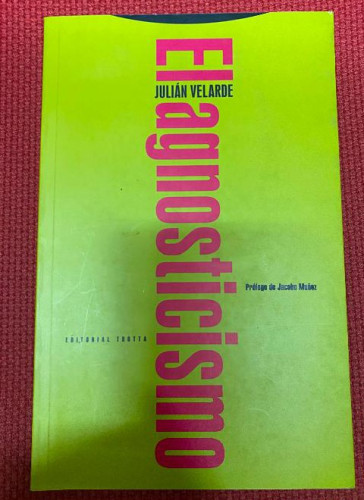 El agnosticismo
JULIÁN VELARDE
Prólogo de Jacobo Muñoz
EDITORIAL TROTTA